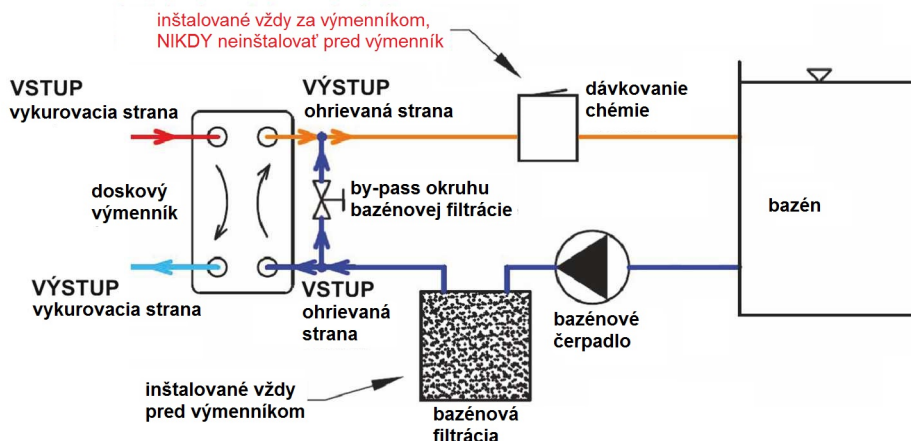 inštalované vždy za výmenníkom,
NIKDY neinštalovať pred výmenník
VSTUP
vykurovacia strana
VÝSTUP
ohrievaná strana
dávkovanie
chémie
doskový
výmenník
by-pass okruhu
bazénovej filtrácie
bazén
VÝSTUP
vykurovacia strana
VSTUP
ohrievaná
strana
bazénové
čerpadlo
inštalované vždy
pred výmenníkom
bazénová
filtrácia